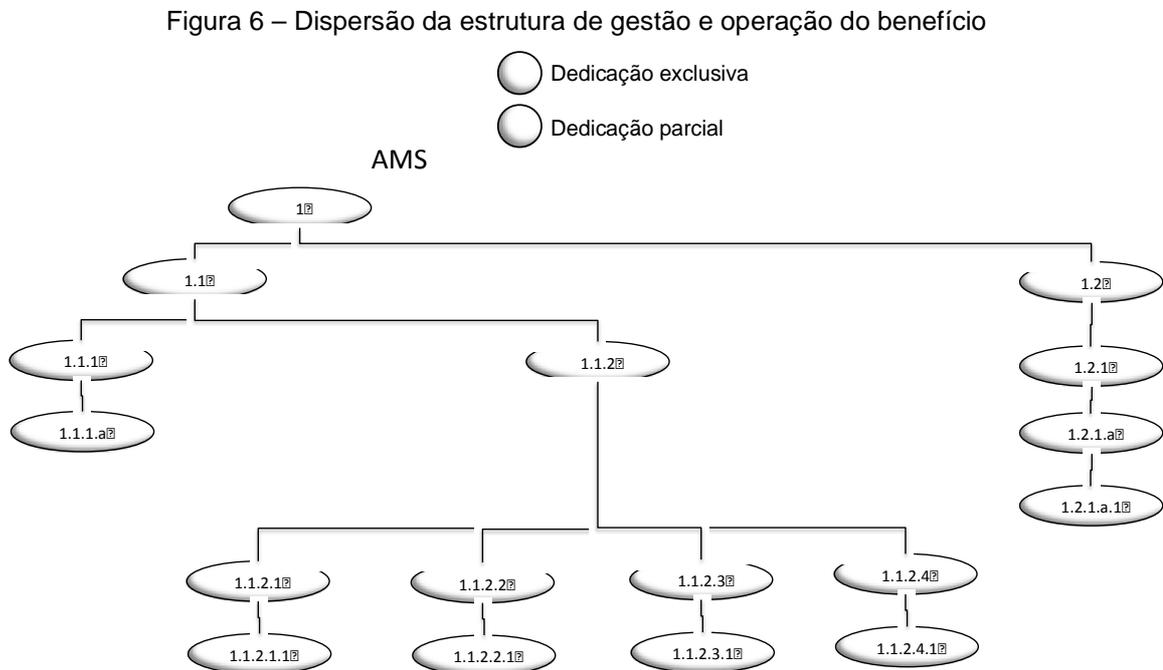 Figura 6 – Dispersão da estrutura de gestão e operação do benefício
Dedicação exclusiva
Dedicação parcial
AMS
1
1.1
1.2
1.1.1
1.1.2
1.2.1
1.1.1.a
1.2.1.a
1.2.1.a.1
1.1.2.1
1.1.2.2
1.1.2.3
1.1.2.4
1.1.2.1.1
1.1.2.2.1
1.1.2.3.1
1.1.2.4.1